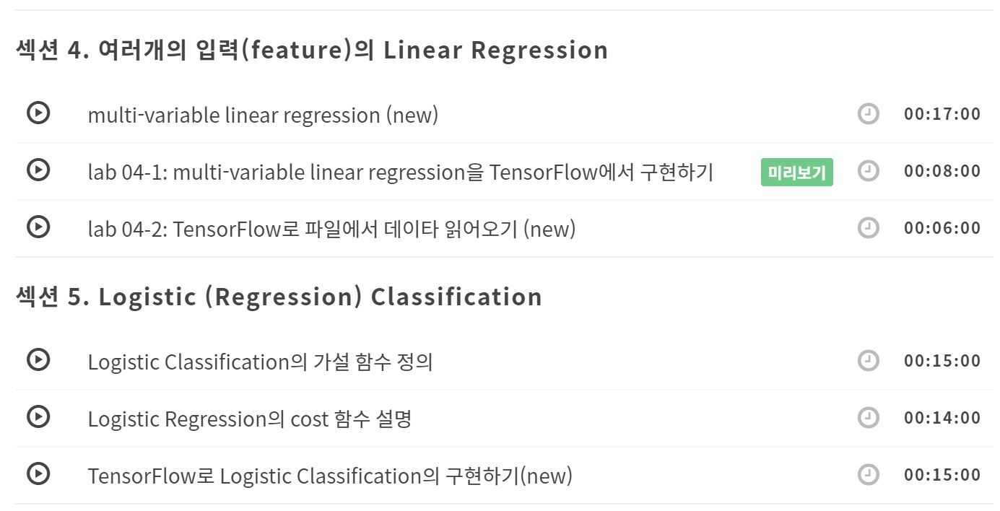 섹션 4. 여러개의 입력(feature)의 Linear Regression
multi-variable linear regression (new) 00:17:00
lab 04-1: multi-variable linear regression을 TensorFlow에서 구현하기 미리보기 00:08:00
lab 04-2: TensorFlow로 파일에서 데이타 읽어오기 (new) 00:06:00
섹션 5. Logistic (Regression) Classification
Logistic Classification의 가설 함수 정의 00:15:00
Logistic Regression의 cost 함수 설명 00:14:00
TensorFlow로 Logistic Classification의 구현하기(new) 00:15:00